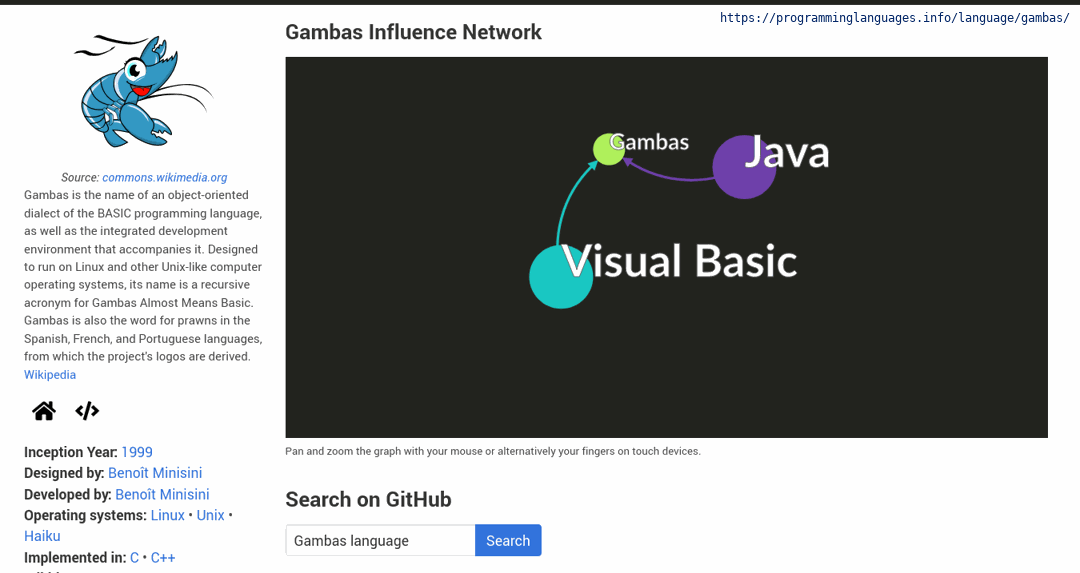 https://programminglanguages.info/language/gambas/
Source: commons.wikimedia.org
Gambas is the name of an object-oriented
dialect of the BASIC programming language,
as well as the integrated development
environment that accompanies it. Designed
to run on Linux and other Unix-like computer
operating systems, its name is a recursive
acronym for Gambas Almost Means Basic.
Gambas is also the word for prawns in the
Spanish, French, and Portuguese languages,
from which the project's logos are derived.
Wikipedia
Inception Year: 1999
Designed by: Benoît Minisini
Developed by: Benoît Minisini
Operating systems: Linux • Unix •
Haiku
Implemented in: C • C++
Gambas Influence Network
Gambas
Java
Visual Basic
Pan and zoom the graph with your mouse or alternatively your fingers on touch devices.
Search on GitHub
Gambas language
Search